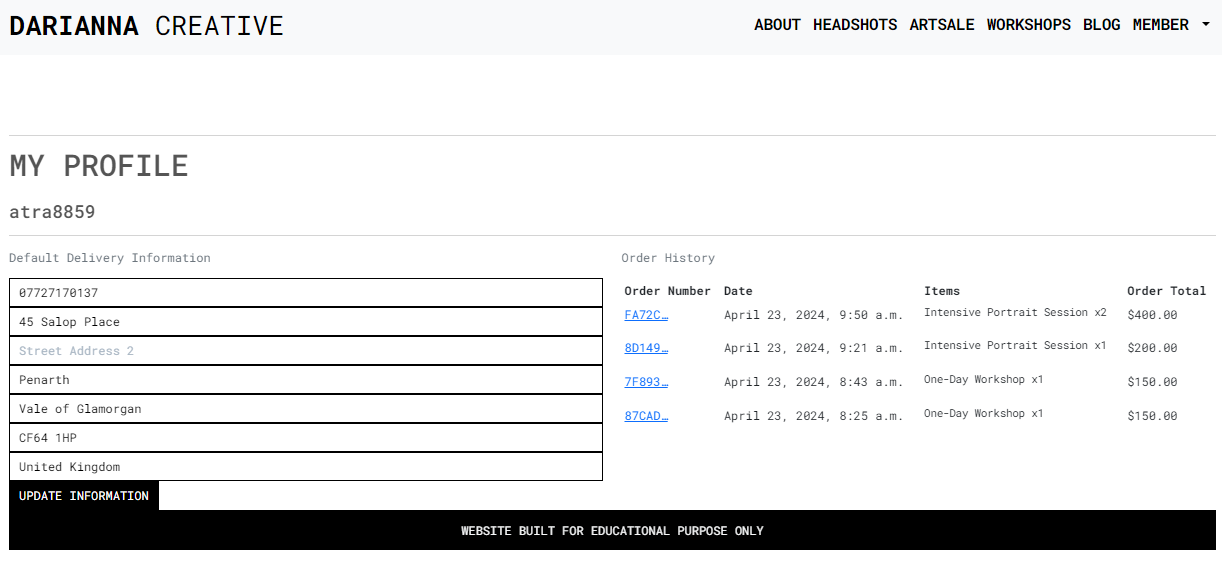 DARIANNA CREATIVE
ABOUT HEADSHOTS ARTSALE WORKSHOPS BLOG MEMBER
MY PROFILE
atra8859
Default Delivery Information
07727170137
45 Salop Place
Street Address 2
Penarth
Vale of Glamorgan
CF64 1HP
United Kingdom
UPDATE INFORMATION
Order History
Order Number Date Items Order Total
FA72C… April 23, 2024, 9:50 a.m. Intensive Portrait Session x2 $400.00
8D149… April 23, 2024, 9:21 a.m. Intensive Portrait Session x1 $200.00
7F893… April 23, 2024, 8:43 a.m. One-Day Workshop x1 $150.00
87CAD… April 23, 2024, 8:25 a.m. One-Day Workshop x1 $150.00
WEBSITE BUILT FOR EDUCATIONAL PURPOSE ONLY